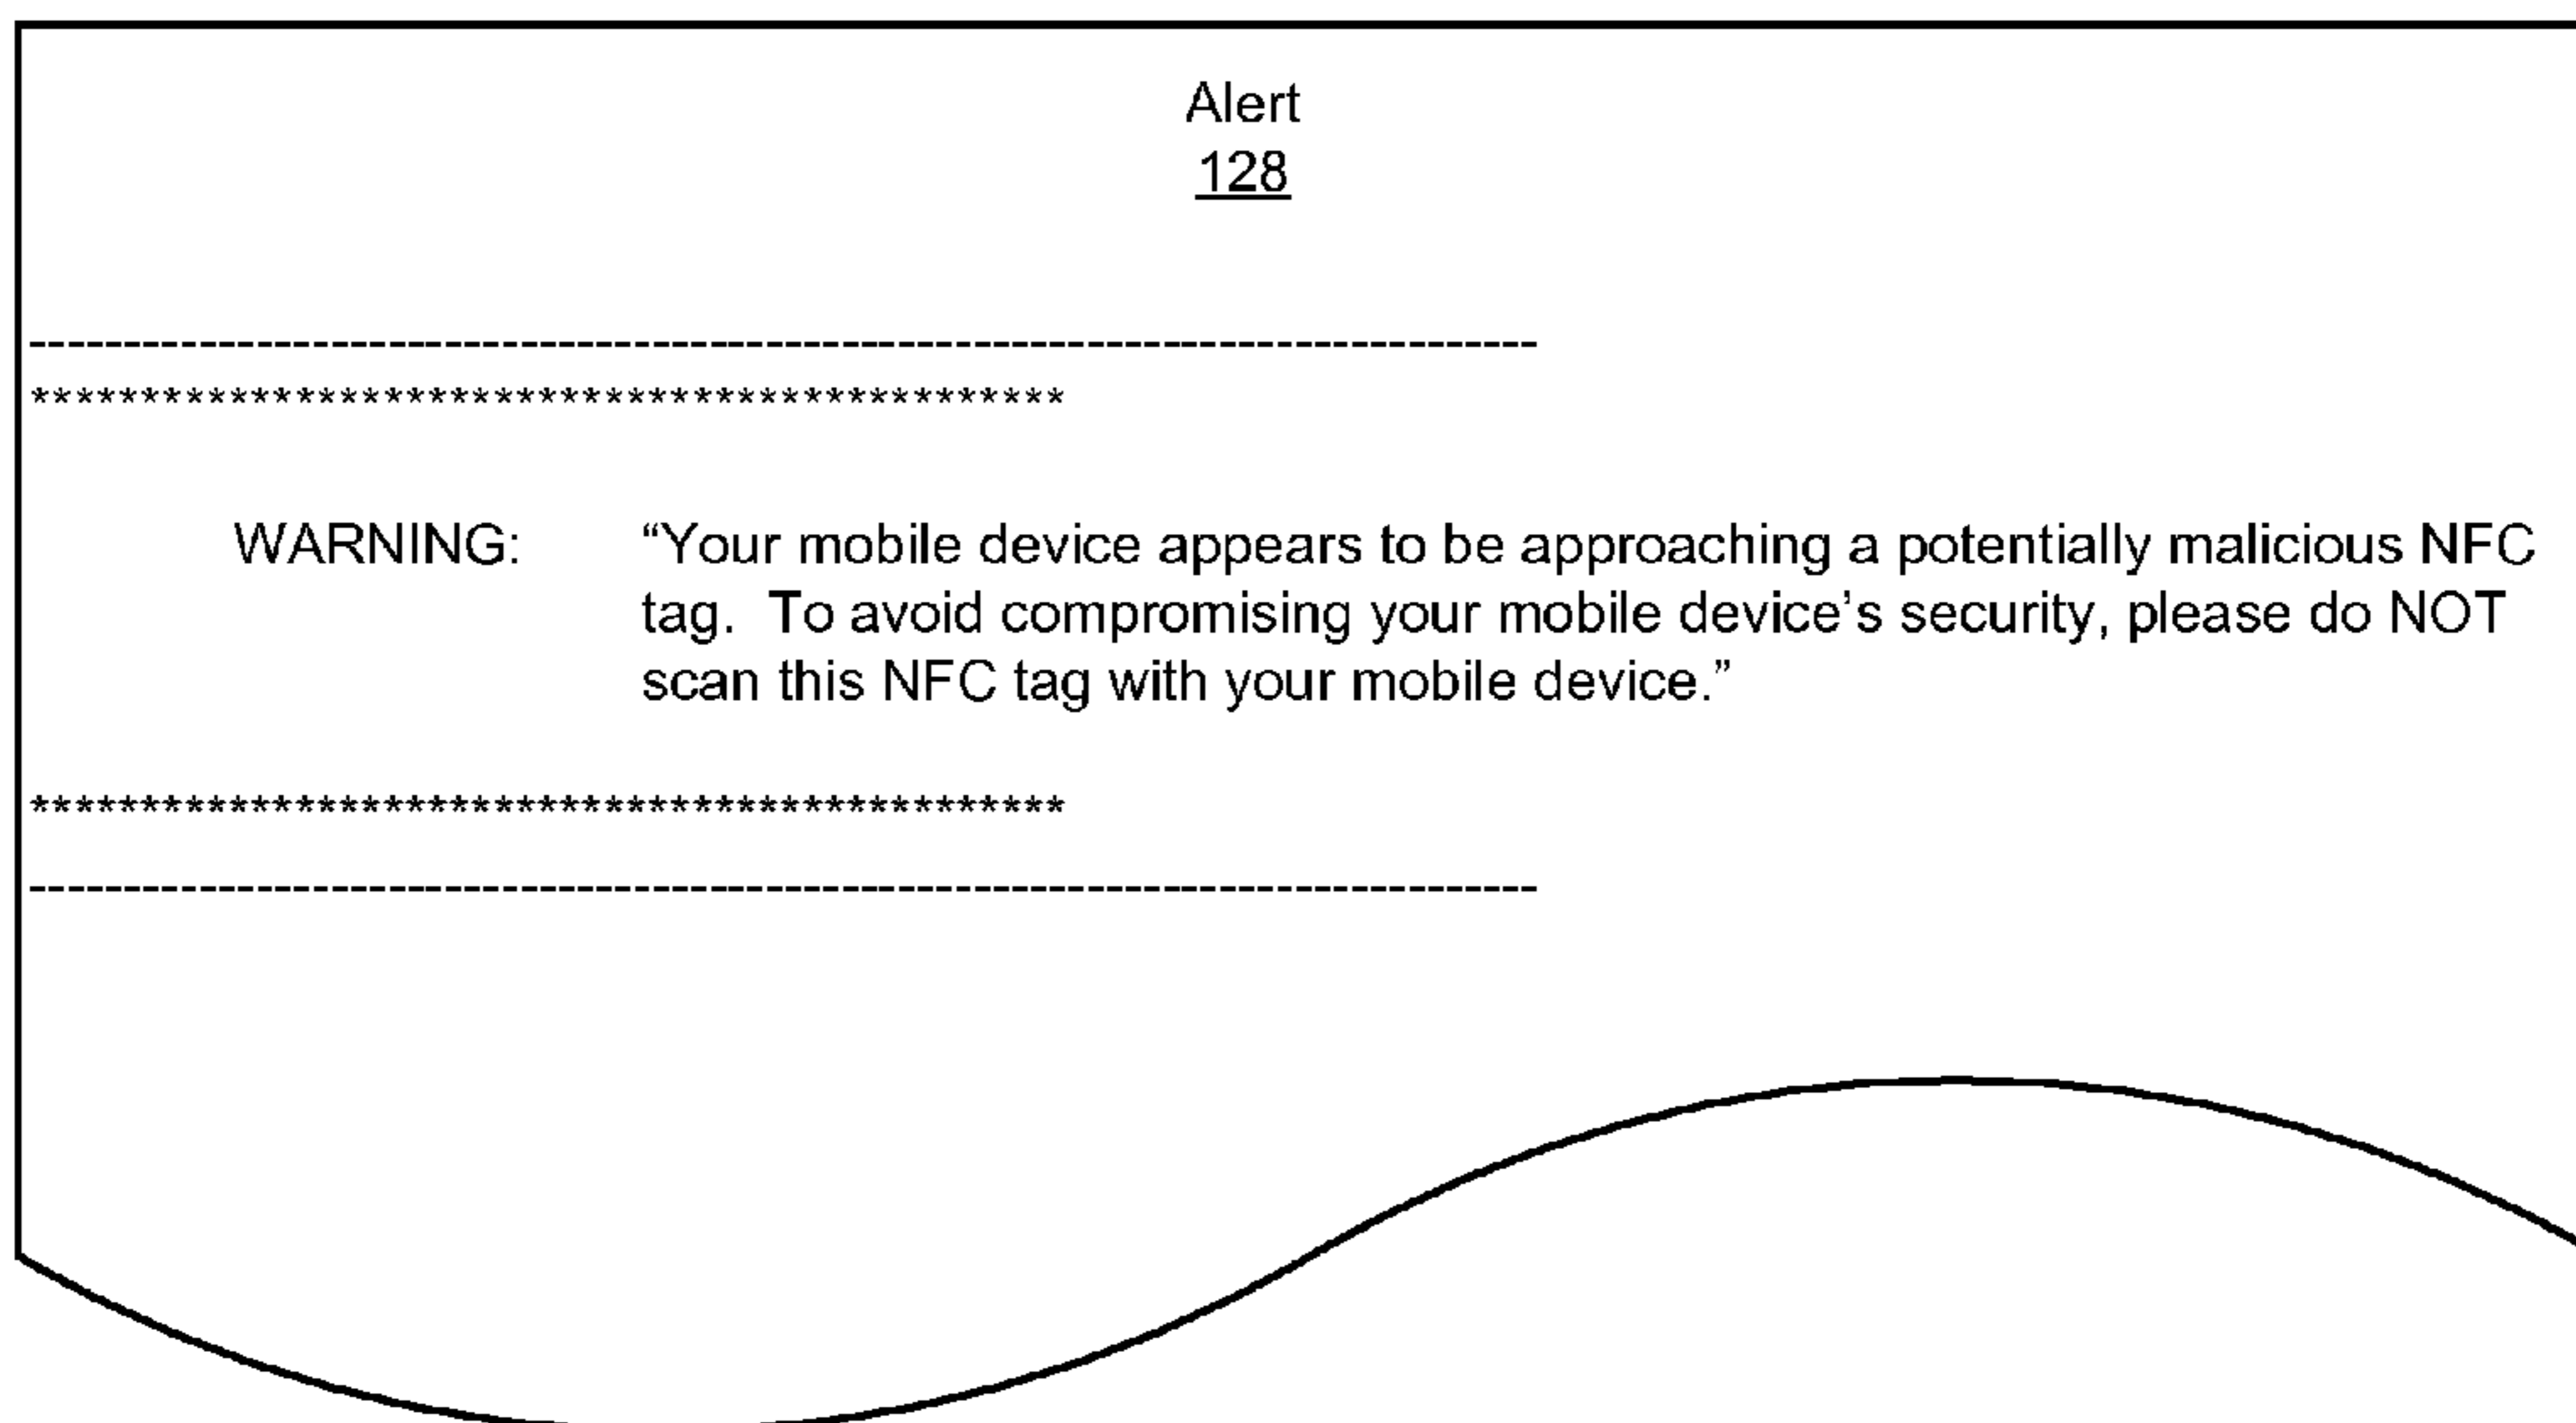 Alert
128
--------------------------------------------------------------------------------
***********************************************
WARNING: “Your mobile device appears to be approaching a potentially malicious NFC
tag. To avoid compromising your mobile device’s security, please do NOT
scan this NFC tag with your mobile device.”
***********************************************
--------------------------------------------------------------------------------